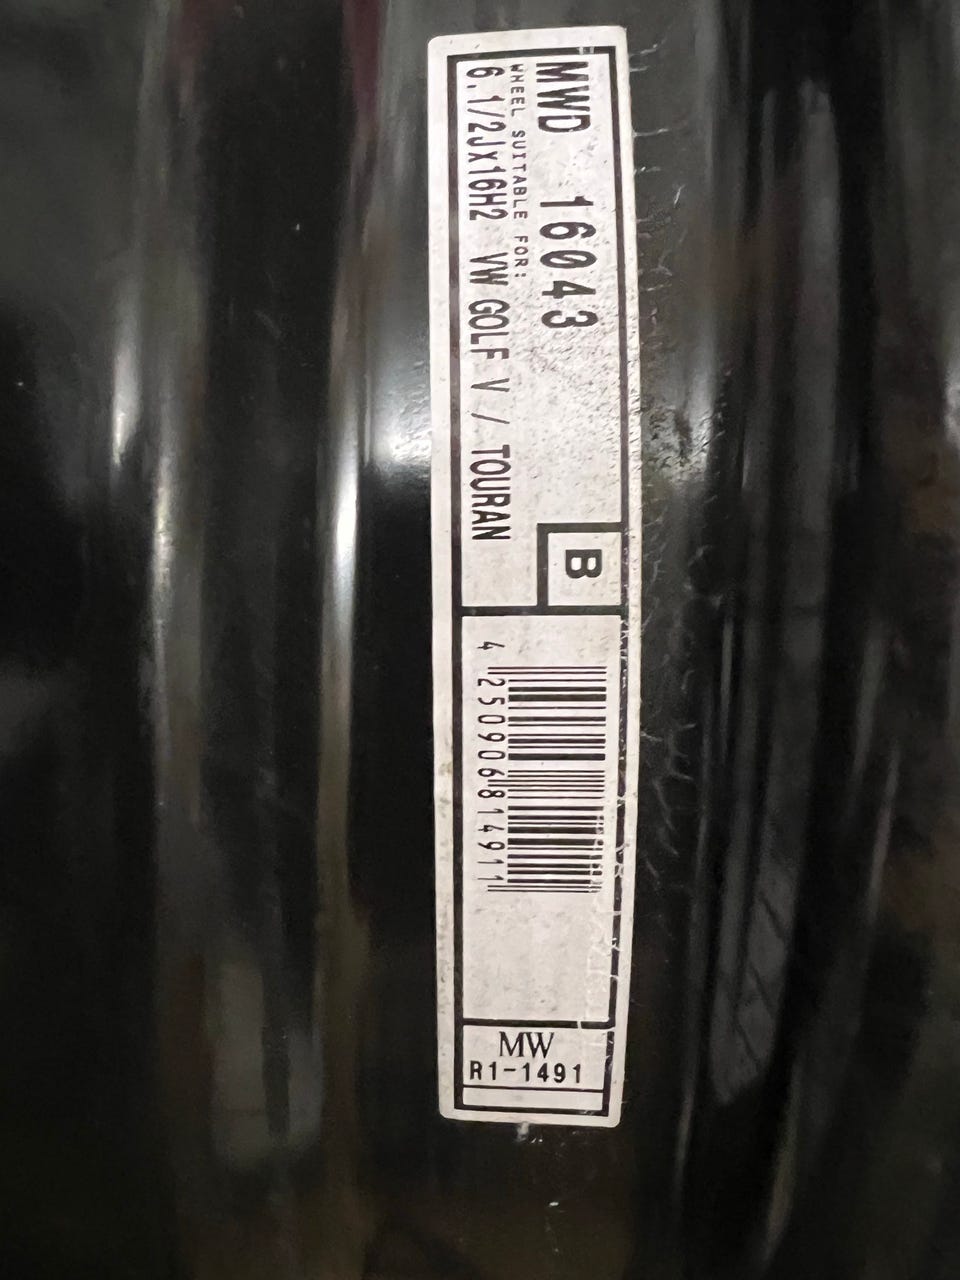 MWD 16043
WHEEL SUITABLE FOR:
6.1/2Jx16H2 VW GOLF V / TOURAN
B
4 250906 814911
MW
R1-1491